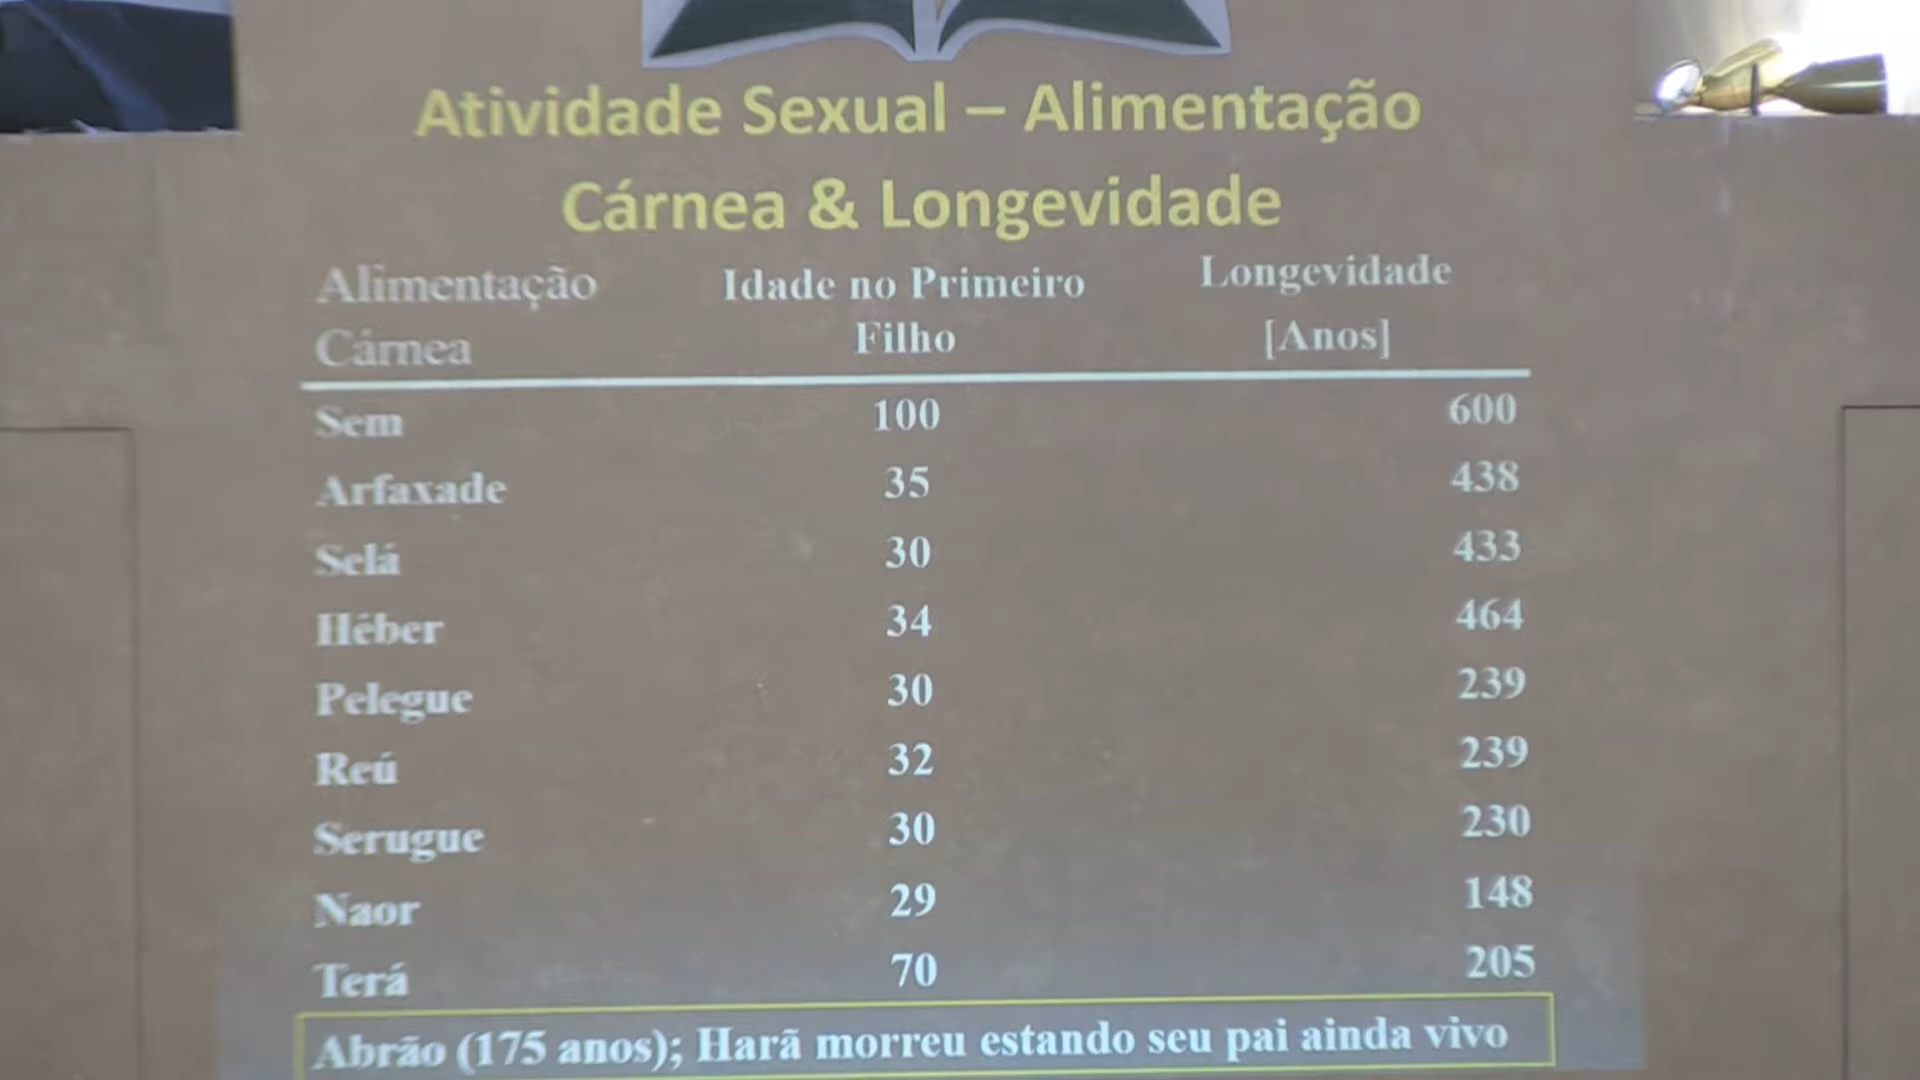 Atividade Sexual – Alimentação
Cárnea & Longevidade
Alimentação Cárnea Idade no Primeiro Filho Longevidade [Anos]
Sem 100 600
Arfaxade 35 438
Selá 30 433
Héber 34 464
Pelegue 30 239
Reú 32 239
Serugue 30 230
Naor 29 148
Terá 70 205
Abrão (175 anos); Harã morreu estando seu pai ainda vivo